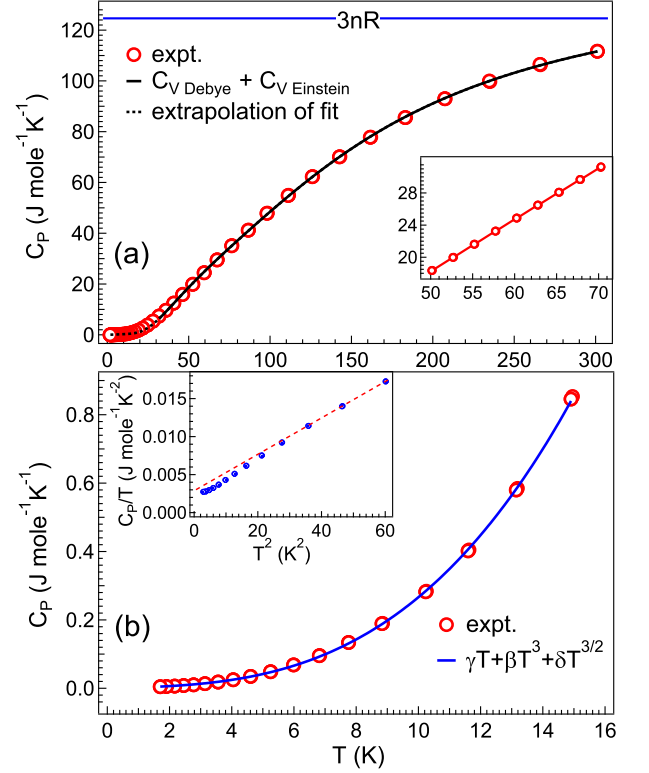 3nR
120
100
80
60
40
20
0
C_P (J mole^-1 K^-1)
expt.
C_V Debye + C_V Einstein
extrapolation of fit
(a)
28
24
20
50 55 60 65 70
0 50 100 150 200 250 300
0.8
0.6
0.4
0.2
0.0
C_P (J mole^-1 K^-1)
0.015
0.010
0.005
0.000
C_P/T (J mole^-1 K^-2)
0 20 40 60
T^2 (K^2)
(b)
expt.
γT+βT^3+δT^3/2
0 2 4 6 8 10 12 14 16
T (K)